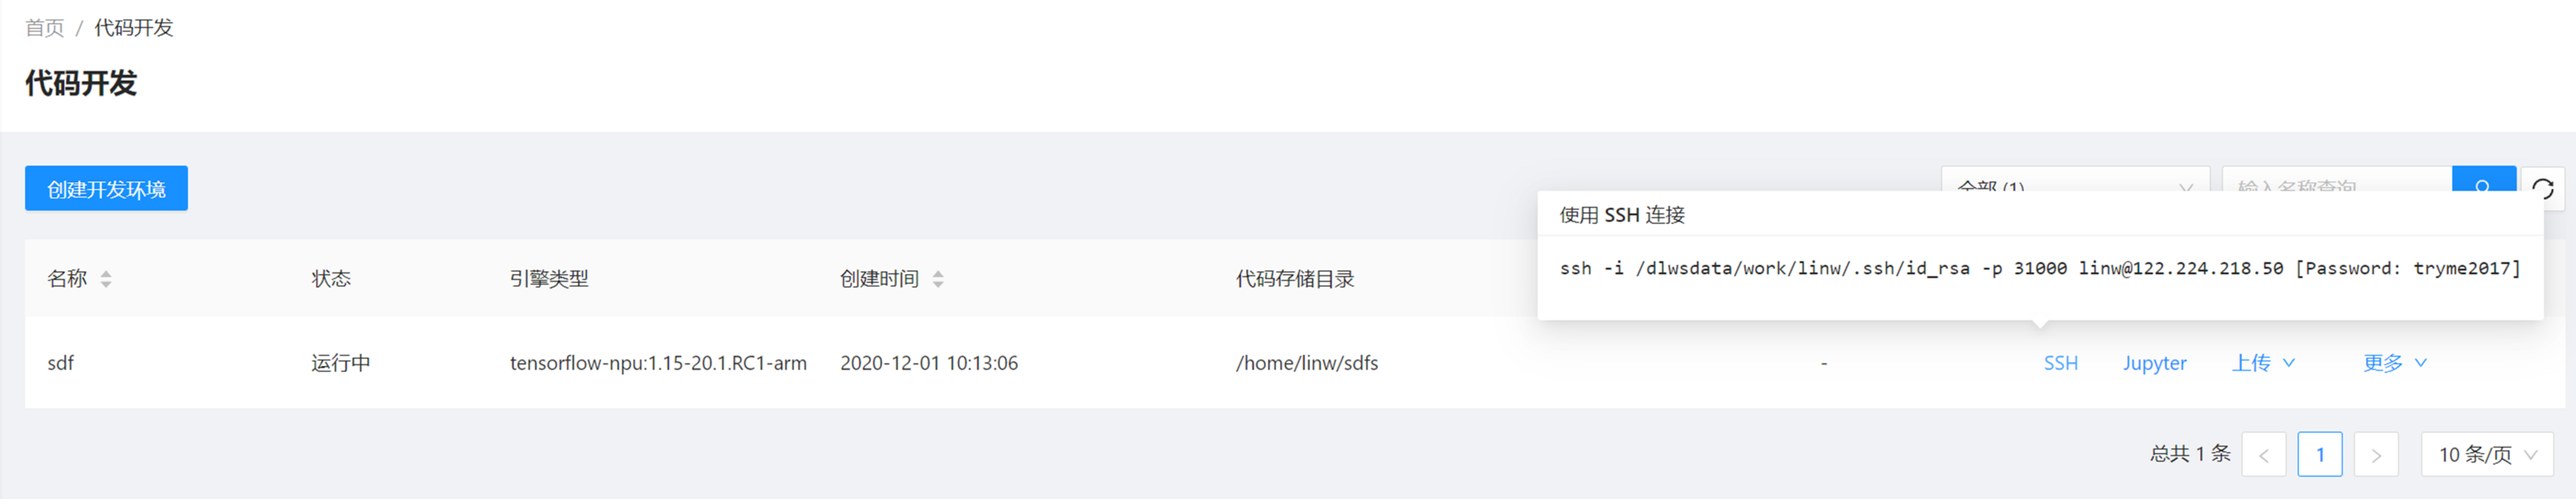 首页 / 代码开发
代码开发
创建开发环境
全部 (1)
输入名称查询
使用 SSH 连接
ssh -i /dlwsdata/work/linw/.ssh/id_rsa -p 31000 linw@122.224.218.50 [Password: tryme2017]
名称 状态 引擎类型 创建时间 代码存储目录
sdf 运行中 tensorflow-npu:1.15-20.1.RC1-arm 2020-12-01 10:13:06 /home/linw/sdfs - SSH Jupyter 上传 更多
总共 1 条 < 1 > 10 条/页